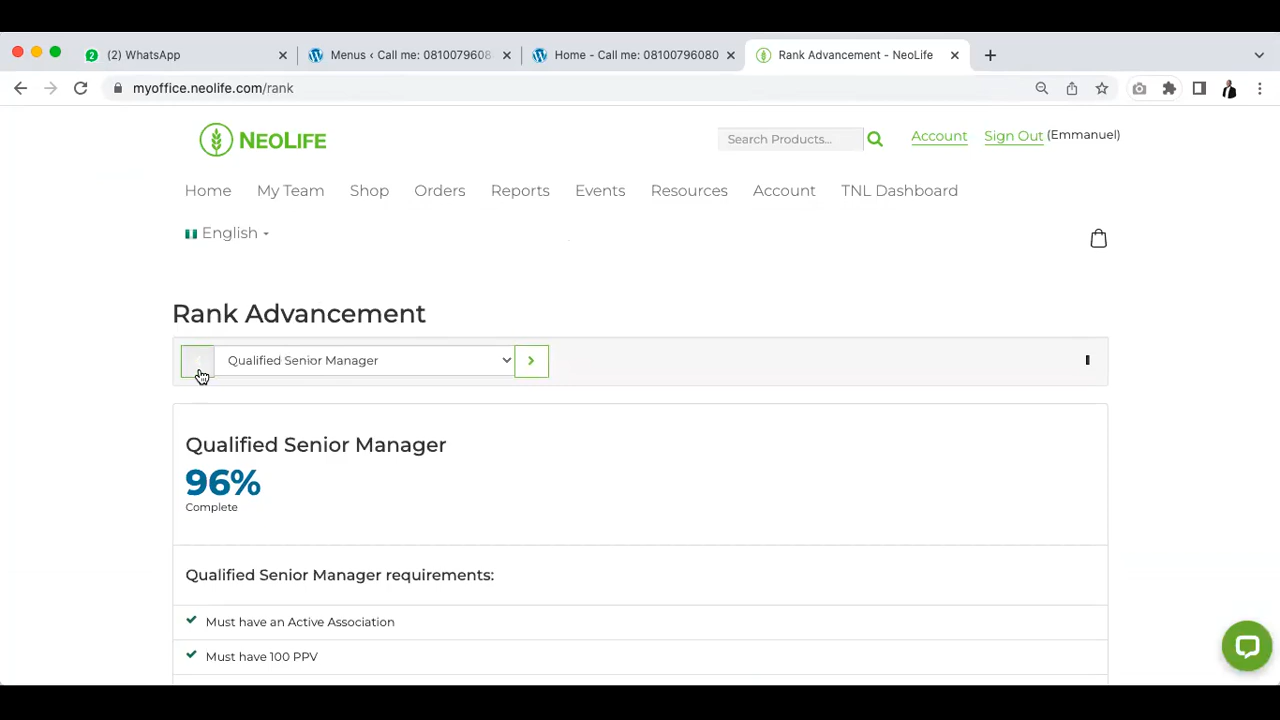 2
(2) WhatsApp
Menus ‹ Call me: 0810079608
Home - Call me: 08100796080
Rank Advancement - NeoLife
myoffice.neolife.com/rank
NEOLIFE
Search Products...
Account
Sign Out (Emmanuel)
Home
My Team
Shop
Orders
Reports
Events
Resources
Account
TNL Dashboard
English
Rank Advancement
Qualified Senior Manager
Qualified Senior Manager
96%
Complete
Qualified Senior Manager requirements:
Must have an Active Association
Must have 100 PPV